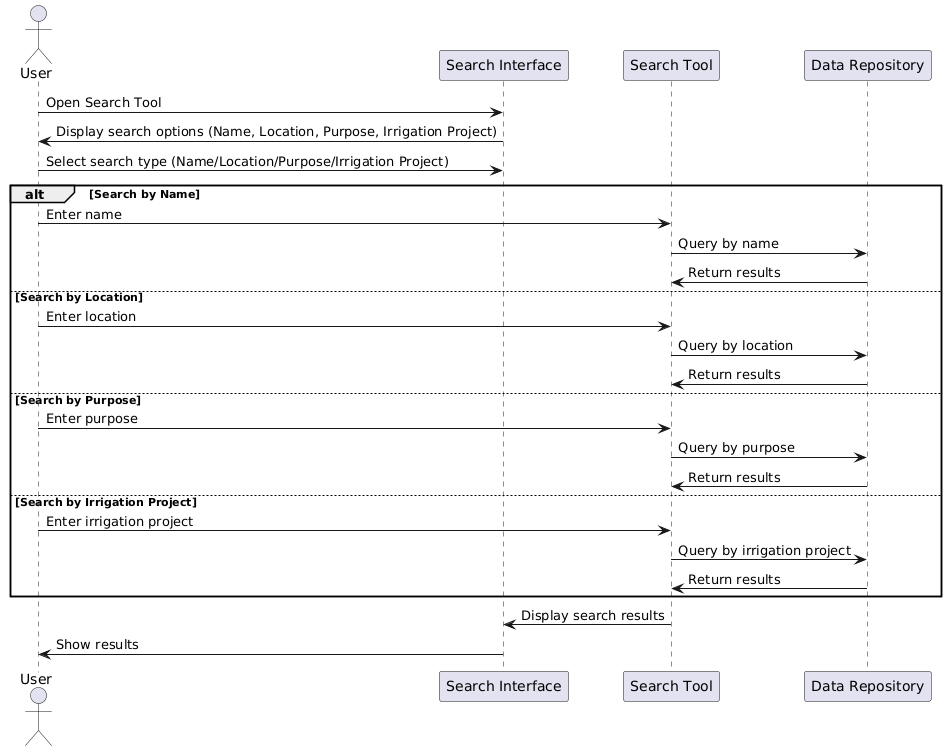 User
Search Interface
Search Tool
Data Repository
Open Search Tool
Display search options (Name, Location, Purpose, Irrigation Project)
Select search type (Name/Location/Purpose/Irrigation Project)
alt
[Search by Name]
Enter name
Query by name
Return results
[Search by Location]
Enter location
Query by location
Return results
[Search by Purpose]
Enter purpose
Query by purpose
Return results
[Search by Irrigation Project]
Enter irrigation project
Query by irrigation project
Return results
Display search results
Show results
User
Search Interface
Search Tool
Data Repository